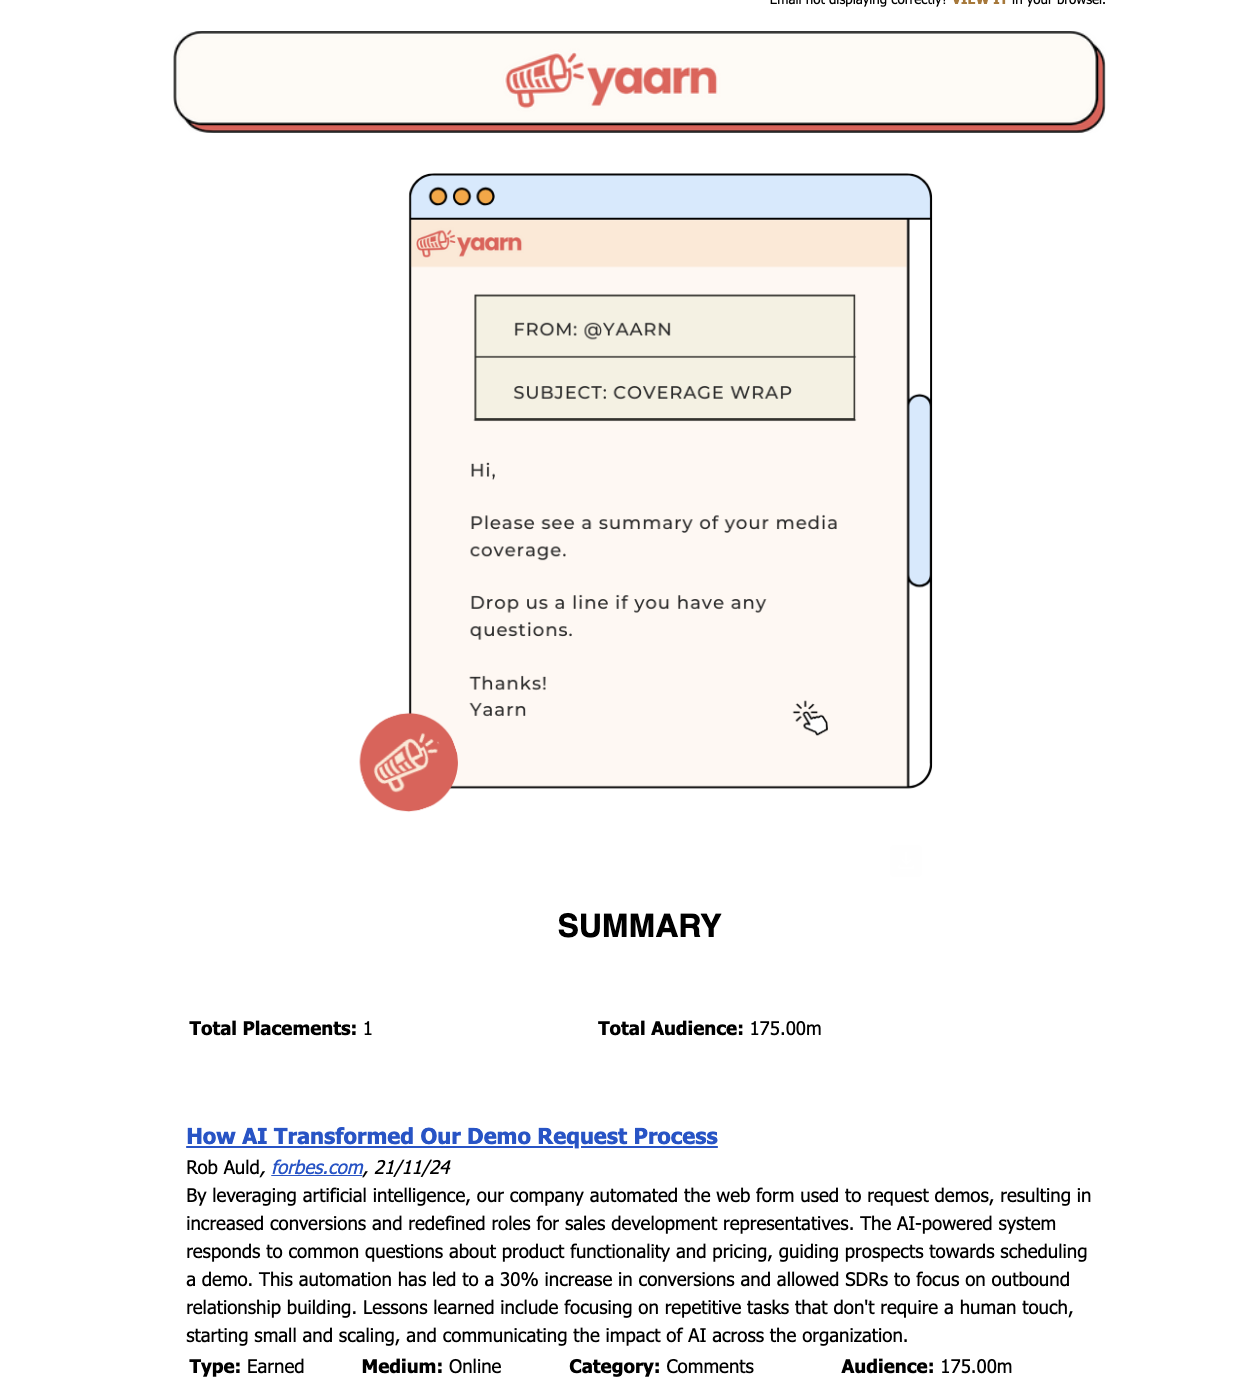 Email not displaying correctly? VIEW IT in your browser.
yaarn
yaarn
FROM: @YAARN
SUBJECT: COVERAGE WRAP
Hi,
Please see a summary of your media
coverage.
Drop us a line if you have any
questions.
Thanks!
Yaarn
SUMMARY
Total Placements: 1 Total Audience: 175.00m
How AI Transformed Our Demo Request Process
Rob Auld, forbes.com, 21/11/24
By leveraging artificial intelligence, our company automated the web form used to request demos, resulting in
increased conversions and redefined roles for sales development representatives. The AI-powered system
responds to common questions about product functionality and pricing, guiding prospects towards scheduling
a demo. This automation has led to a 30% increase in conversions and allowed SDRs to focus on outbound
relationship building. Lessons learned include focusing on repetitive tasks that don't require a human touch,
starting small and scaling, and communicating the impact of AI across the organization.
Type: Earned Medium: Online Category: Comments Audience: 175.00m